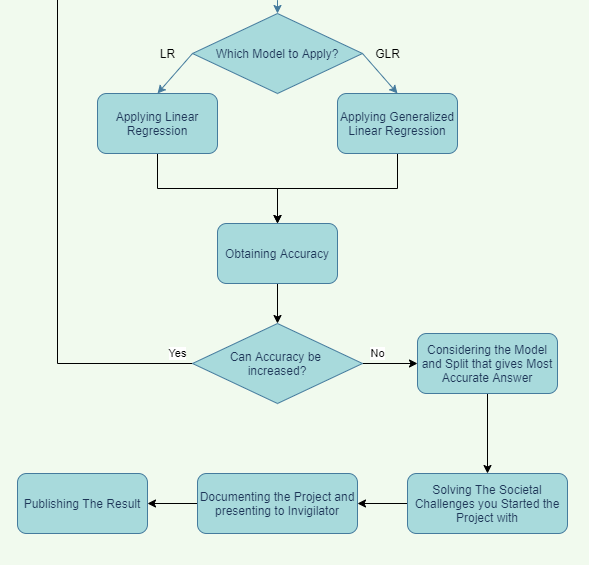 Which Model to Apply?
LR
GLR
Applying Linear
Regression
Applying Generalized
Linear Regression
Obtaining Accuracy
Can Accuracy be
increased?
Yes
No
Considering the Model
and Split that gives Most
Accurate Answer
Solving The Societal
Challenges you Started the
Project with
Documenting the Project and
presenting to Invigilator
Publishing The Result